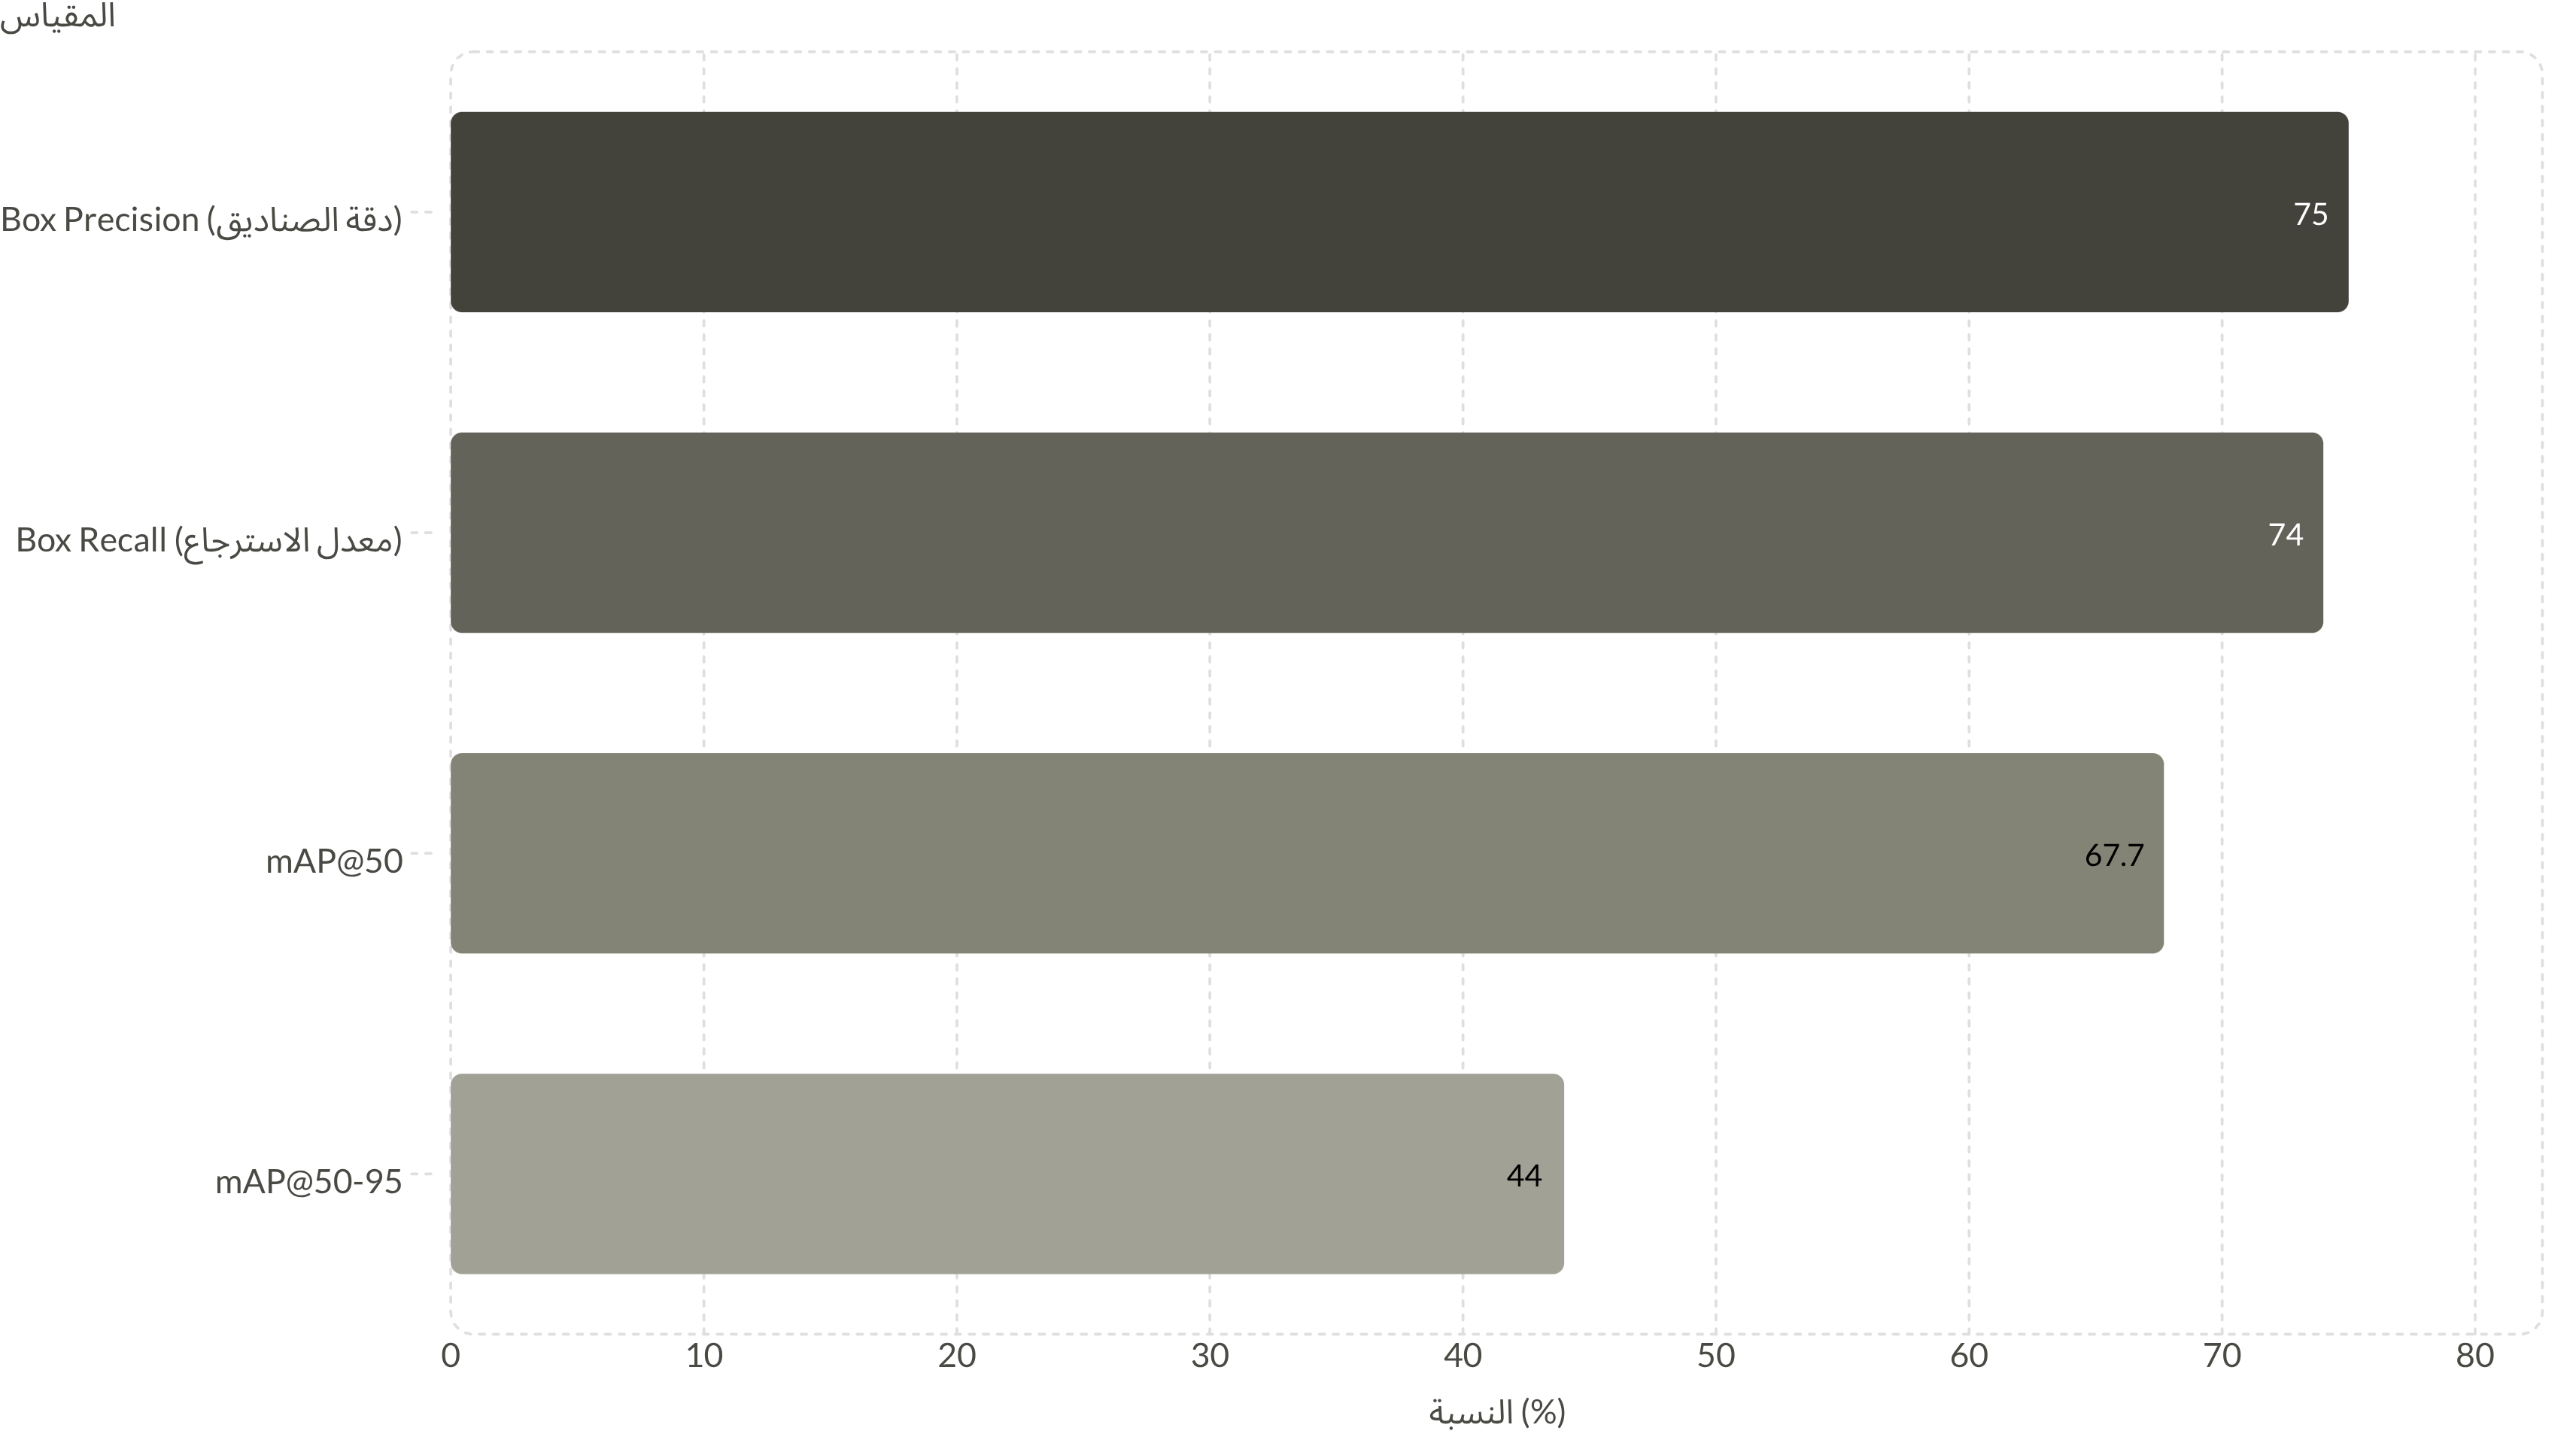 المقياس
Box Precision (دقة الصناديق)
75
Box Recall (معدل الاسترجاع)
74
mAP@50
67.7
mAP@50-95
44
0 10 20 30 40 50 60 70 80
النسبة (%)